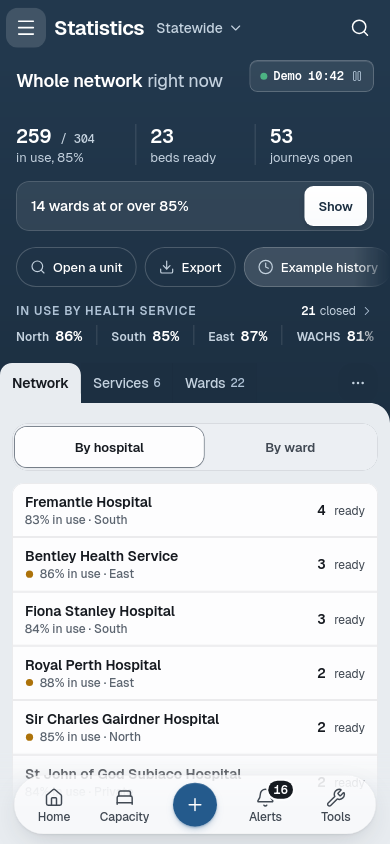 Statistics Statewide
Whole network right now
Demo 10:42
259 / 304
in use, 85%
23
beds ready
53
journeys open
14 wards at or over 85%
Show
Open a unit
Export
Example history
IN USE BY HEALTH SERVICE
21 closed
North 86%
South 85%
East 87%
WACHS 81%
Network
Services 6
Wards 22
By hospital
By ward
Fremantle Hospital
83% in use · South
4 ready
Bentley Health Service
86% in use · East
3 ready
Fiona Stanley Hospital
84% in use · South
3 ready
Royal Perth Hospital
88% in use · East
2 ready
Sir Charles Gairdner Hospital
85% in use · North
2 ready
St John of God Subiaco Hospital
84% in use · Private
2 ready
Home
Capacity
16
Alerts
Tools